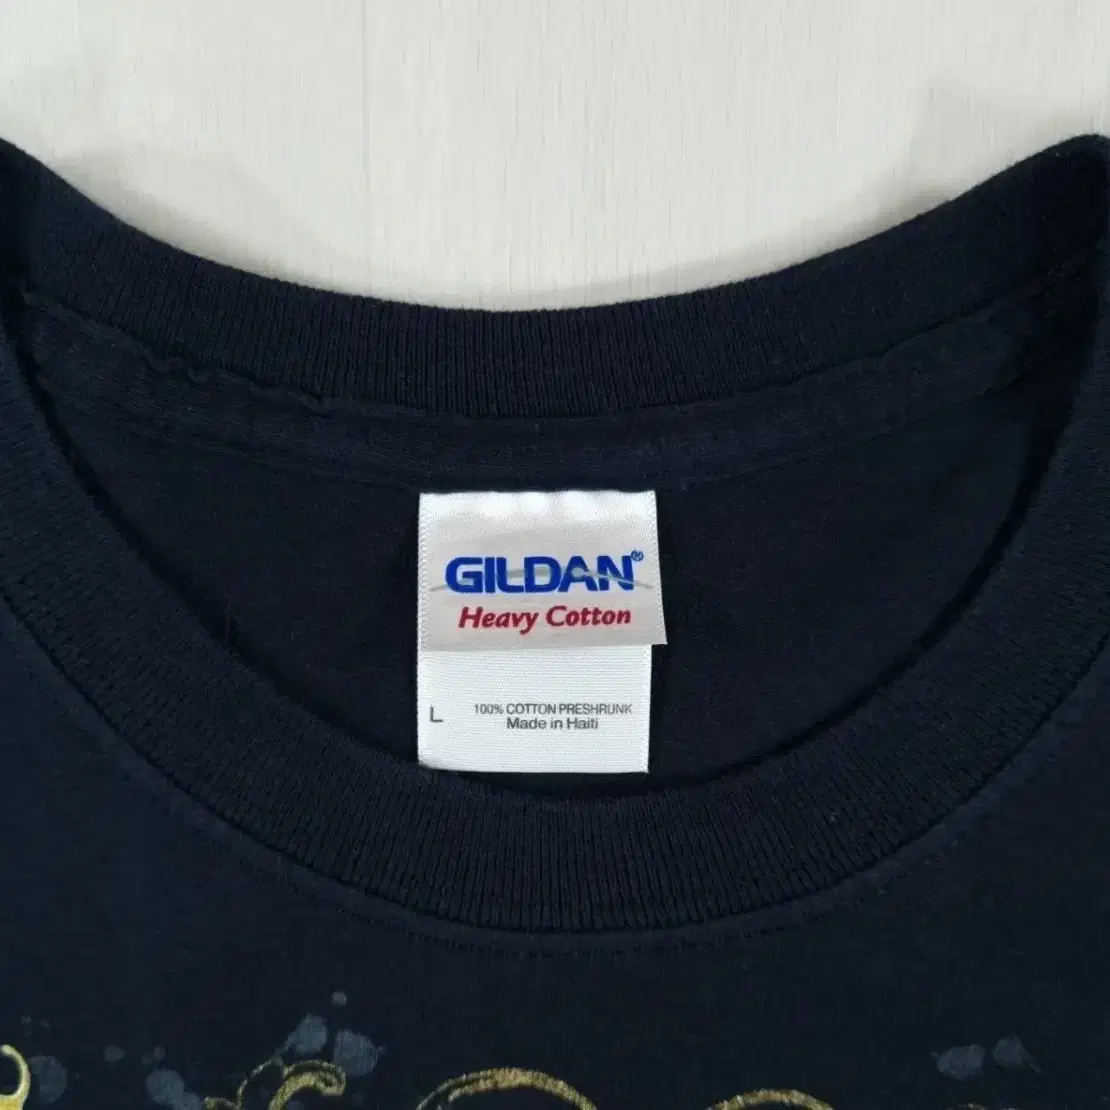 GILDAN®
Heavy Cotton
L
100% COTTON PRESHRUNK
Made in Haiti